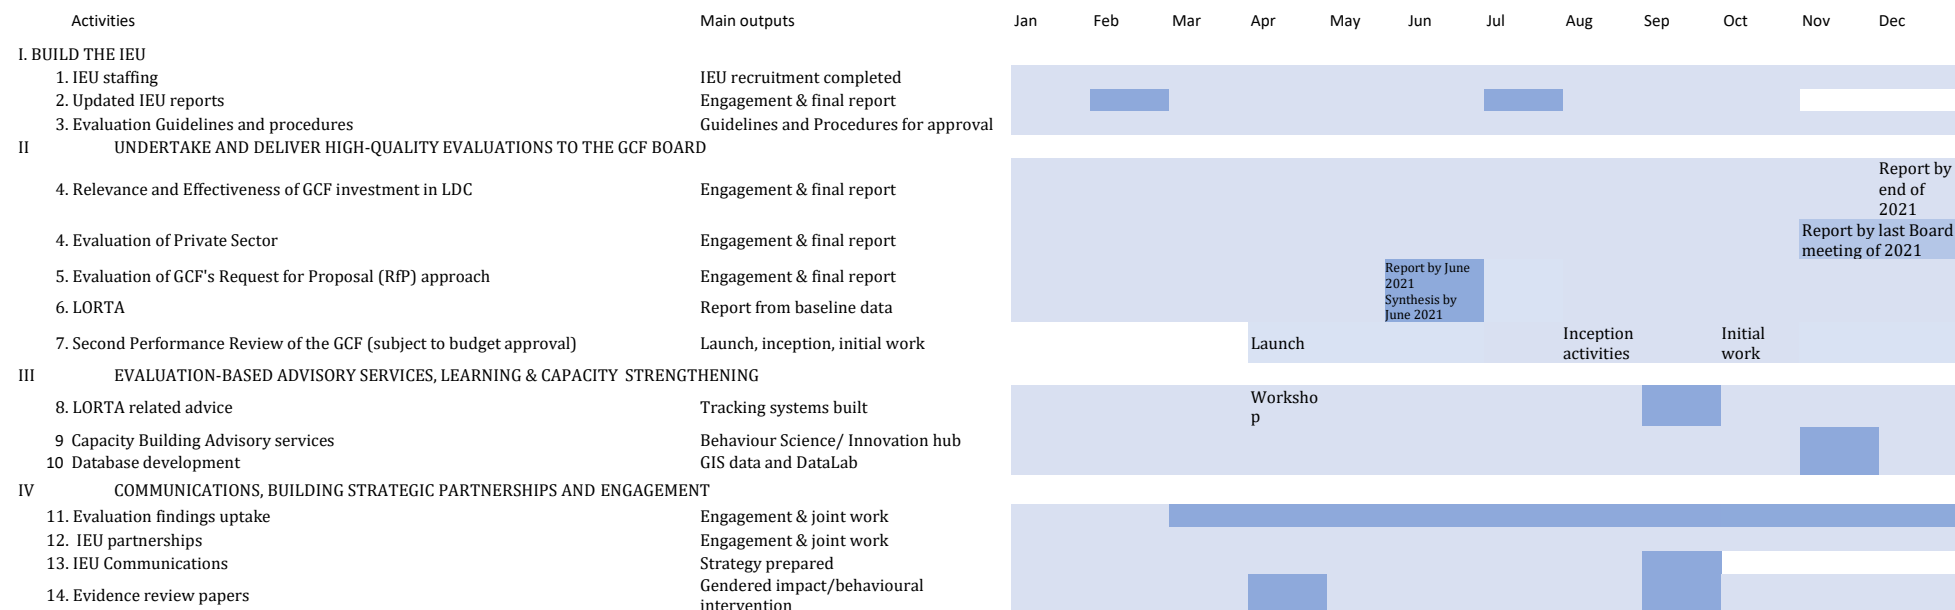 Activities Main outputs Jan Feb Mar Apr May Jun Jul Aug Sep Oct Nov Dec
I. BUILD THE IEU
1. IEU staffing IEU recruitment completed
2. Updated IEU reports Engagement & final report
3. Evaluation Guidelines and procedures Guidelines and Procedures for approval
II UNDERTAKE AND DELIVER HIGH-QUALITY EVALUATIONS TO THE GCF BOARD
4. Relevance and Effectiveness of GCF investment in LDC Engagement & final report
Report by
end of
2021
4. Evaluation of Private Sector Engagement & final report
Report by last Board
meeting of 2021
5. Evaluation of GCF's Request for Proposal (RfP) approach Engagement & final report
Report by June
2021
6. LORTA Report from baseline data
Synthesis by
June 2021
7. Second Performance Review of the GCF (subject to budget approval) Launch, inception, initial work
Launch
Inception
activities
Initial
work
III EVALUATION-BASED ADVISORY SERVICES, LEARNING & CAPACITY STRENGTHENING
8. LORTA related advice Tracking systems built
Worksho
p
9 Capacity Building Advisory services Behaviour Science/ Innovation hub
10 Database development GIS data and DataLab
IV COMMUNICATIONS, BUILDING STRATEGIC PARTNERSHIPS AND ENGAGEMENT
11. Evaluation findings uptake Engagement & joint work
12. IEU partnerships Engagement & joint work
13. IEU Communications Strategy prepared
14. Evidence review papers
Gendered impact/behavioural
intervention